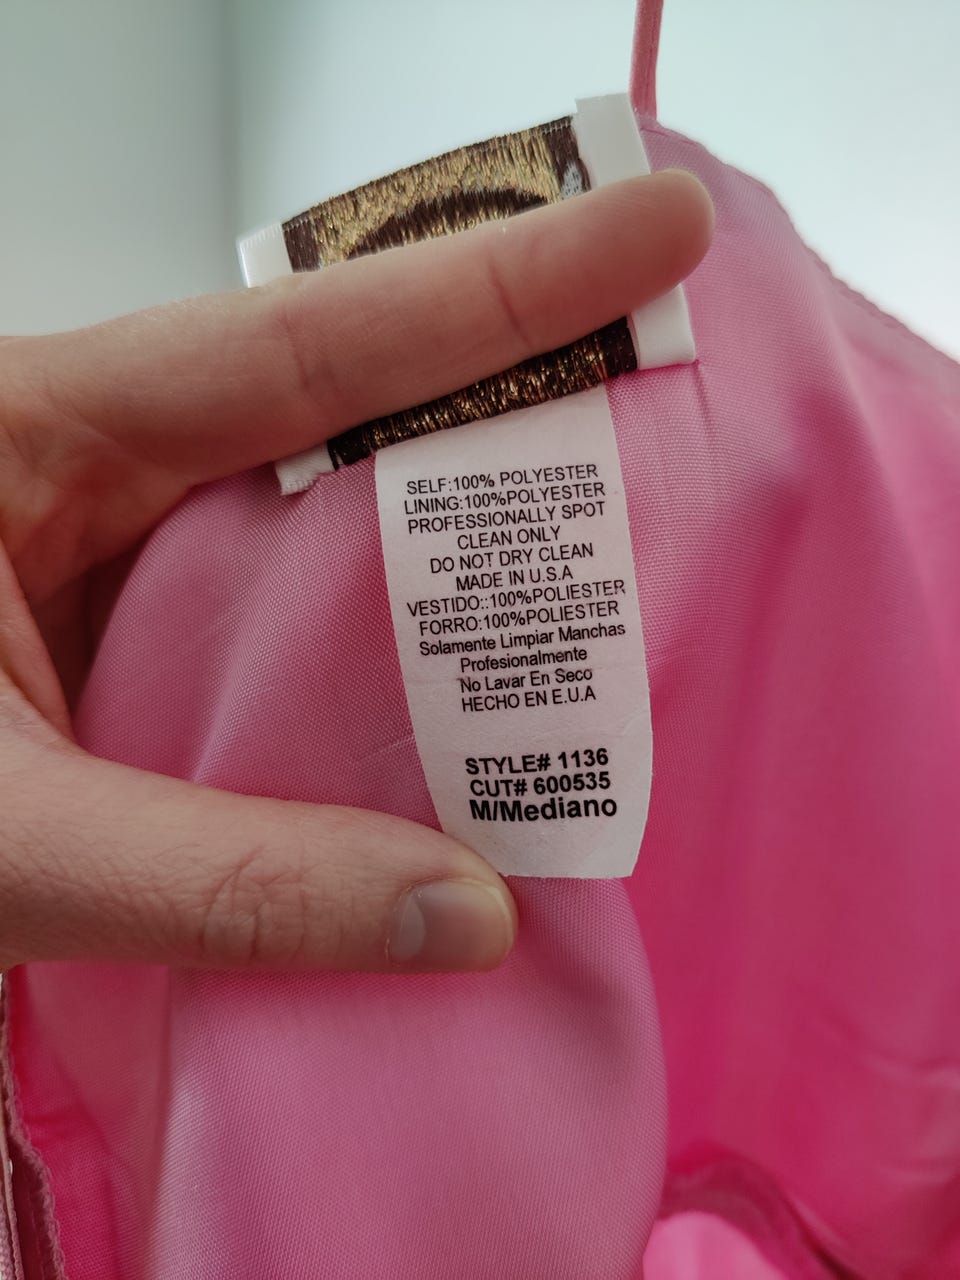 SELF:100% POLYESTER
LINING:100%POLYESTER
PROFESSIONALLY SPOT
CLEAN ONLY
DO NOT DRY CLEAN
MADE IN U.S.A
VESTIDO::100%POLIESTER
FORRO:100%POLIESTER
Solamente Limpiar Manchas
Profesionalmente
No Lavar En Seco
HECHO EN E.U.A
STYLE# 1136
CUT# 600535
M/Mediano